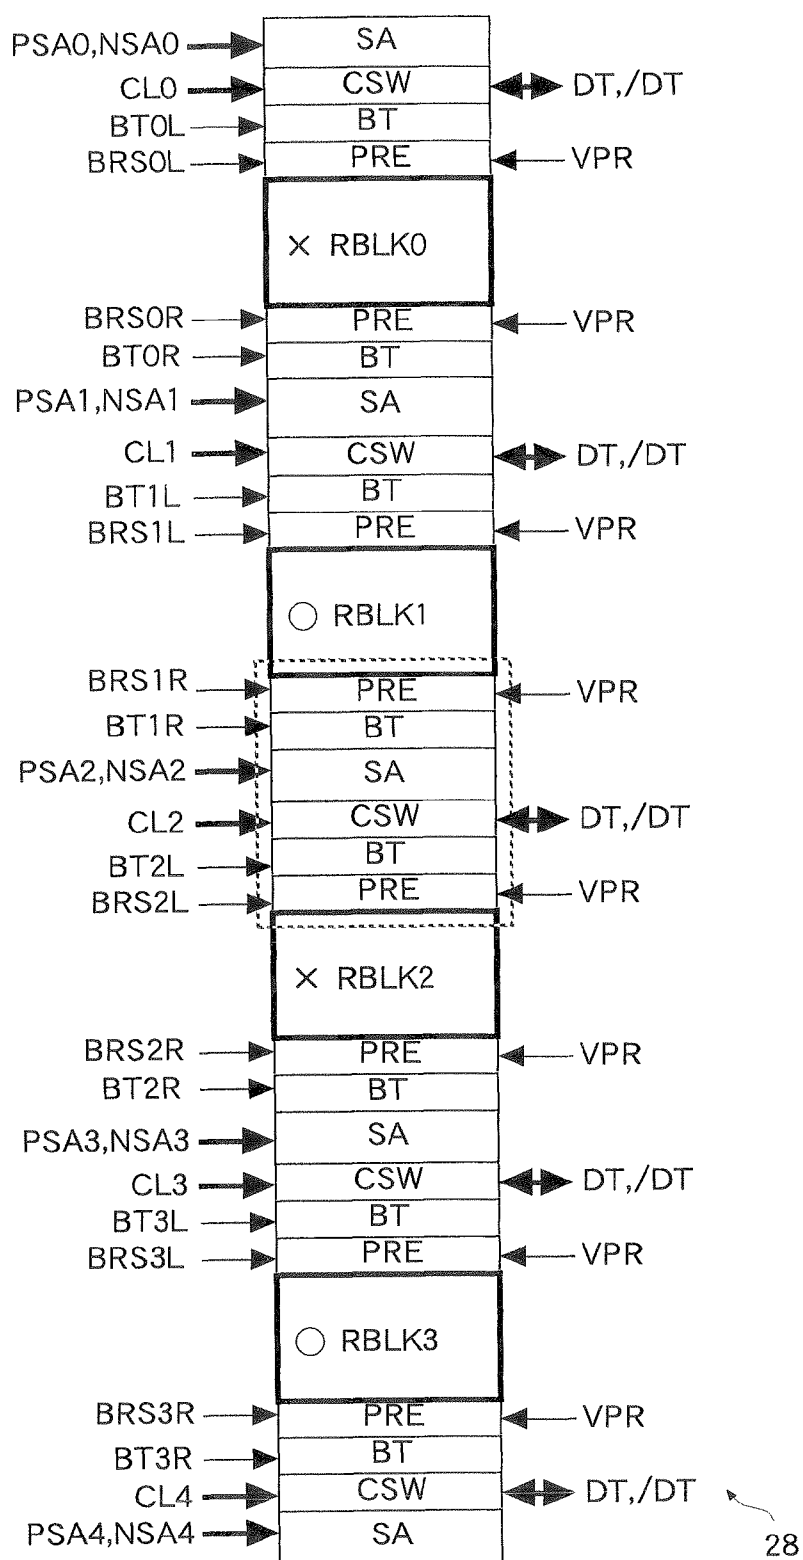 PSA0,NSA0 SA
CL0 CSW DT,/DT
BT0L BT
BRS0L PRE VPR
× RBLK0
BRS0R PRE VPR
BT0R BT
PSA1,NSA1 SA
CL1 CSW DT,/DT
BT1L BT
BRS1L PRE VPR
○ RBLK1
BRS1R PRE VPR
BT1R BT
PSA2,NSA2 SA
CL2 CSW DT,/DT
BT2L BT
BRS2L PRE VPR
× RBLK2
BRS2R PRE VPR
BT2R BT
PSA3,NSA3 SA
CL3 CSW DT,/DT
BT3L BT
BRS3L PRE VPR
○ RBLK3
BRS3R PRE VPR
BT3R BT
CL4 CSW DT,/DT
PSA4,NSA4 SA
28